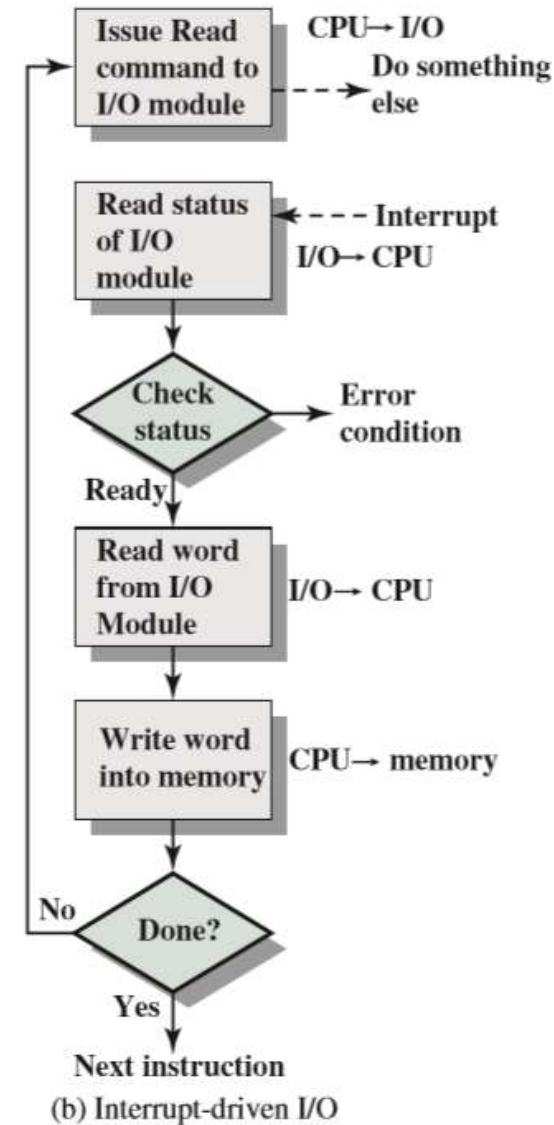 Issue Read
command to
I/O module
CPU→ I/O
Do something
else
Read status
of I/O
module
Interrupt
I/O→ CPU
Check
status
Error
condition
Ready
Read word
from I/O
Module
I/O→ CPU
Write word
into memory
CPU→ memory
No
Done?
Yes
Next instruction
(b) Interrupt-driven I/O